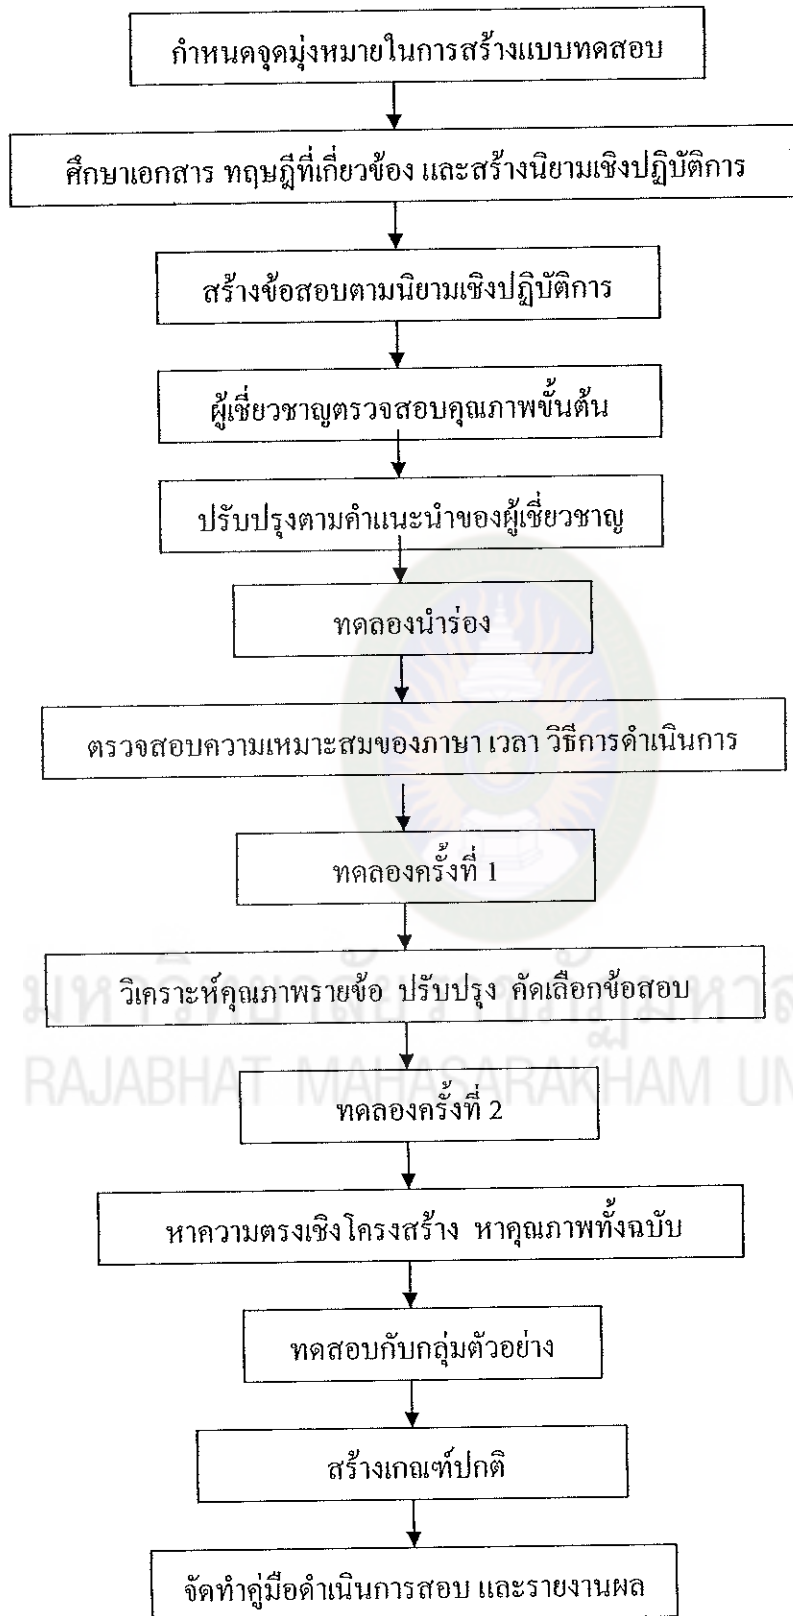 กำหนดจุดมุ่งหมายในการสร้างแบบทดสอบ
ศึกษาเอกสาร ทฤษฎีที่เกี่ยวข้อง และสร้างนิยามเชิงปฏิบัติการ
สร้างข้อสอบตามนิยามเชิงปฏิบัติการ
ผู้เชี่ยวชาญตรวจสอบคุณภาพขั้นต้น
ปรับปรุงตามคำแนะนำของผู้เชี่ยวชาญ
ทดลองนำร่อง
ตรวจสอบความเหมาะสมของภาษา เวลา วิธีการดำเนินการ
ทดลองครั้งที่ 1
วิเคราะห์คุณภาพรายข้อ ปรับปรุง คัดเลือกข้อสอบ
RAJABHAT MAHASARAKHAM UN
ทดลองครั้งที่ 2
หาความตรงเชิงโครงสร้าง หาคุณภาพทั้งฉบับ
ทดสอบกับกลุ่มตัวอย่าง
สร้างเกณฑ์ปกติ
จัดทำคู่มือดำเนินการสอบ และรายงานผล